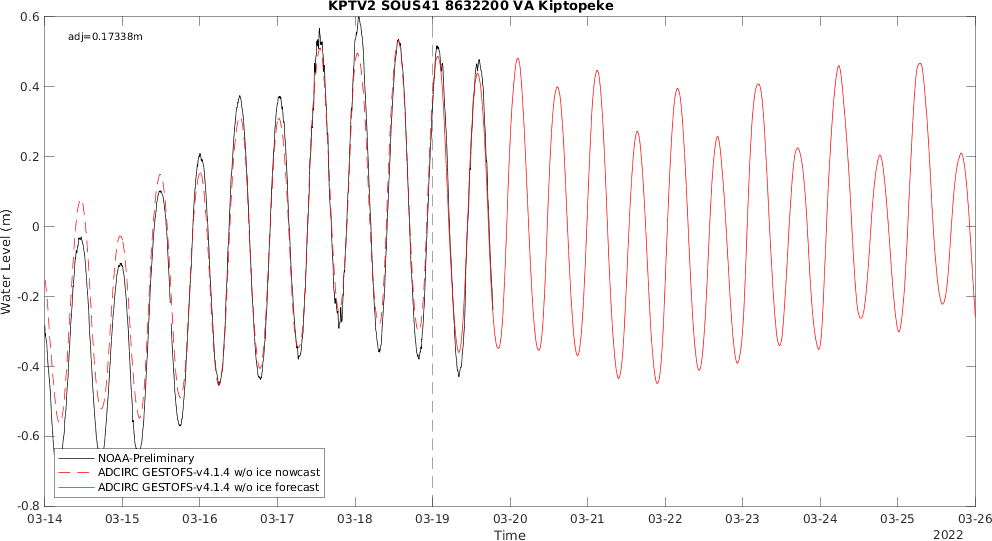 KPTV2 SOUS41 8632200 VA Kiptopeke
adj=0.17338m
0.6
0.4
0.2
0
-0.2
-0.4
-0.6
-0.8
Water Level (m)
NOAA-Preliminary
ADCIRC GESTOFS-v4.1.4 w/o ice nowcast
ADCIRC GESTOFS-v4.1.4 w/o ice forecast
03-14 03-15 03-16 03-17 03-18 03-19 03-20 03-21 03-22 03-23 03-24 03-25 03-26
Time
2022